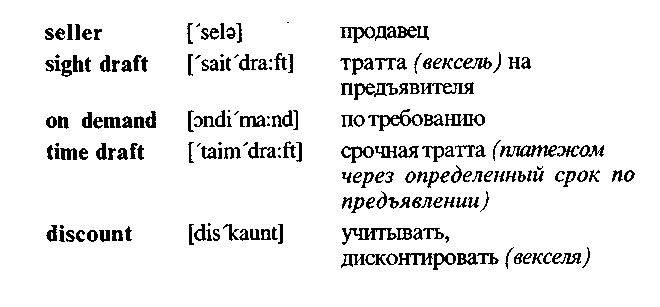 seller [´selə] продавец
sight draft [´sait´dra:ft] тратта (вексель) на
предъявителя
on demand [ɔndi´ma:nd] по требованию
time draft [´taim´dra:ft] срочная тратта (платежом
через определенный срок по
предъявлении)
discount [dis´kaunt] учитывать,
дисконтировать (векселя)